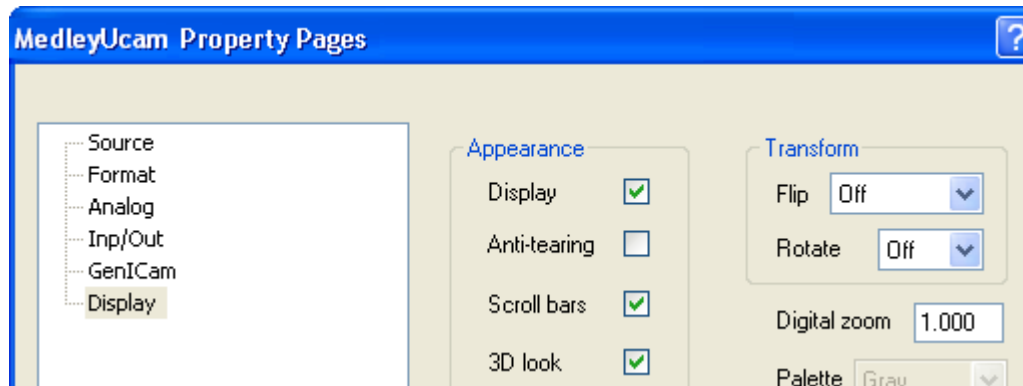 MedleyUcam Property Pages
?
Source
Format
Analog
Inp/Out
GenICam
Display
Appearance
Display
Anti-tearing
Scroll bars
3D look
Transform
Flip Off
Rotate Off
Digital zoom 1.000
Palette Gray